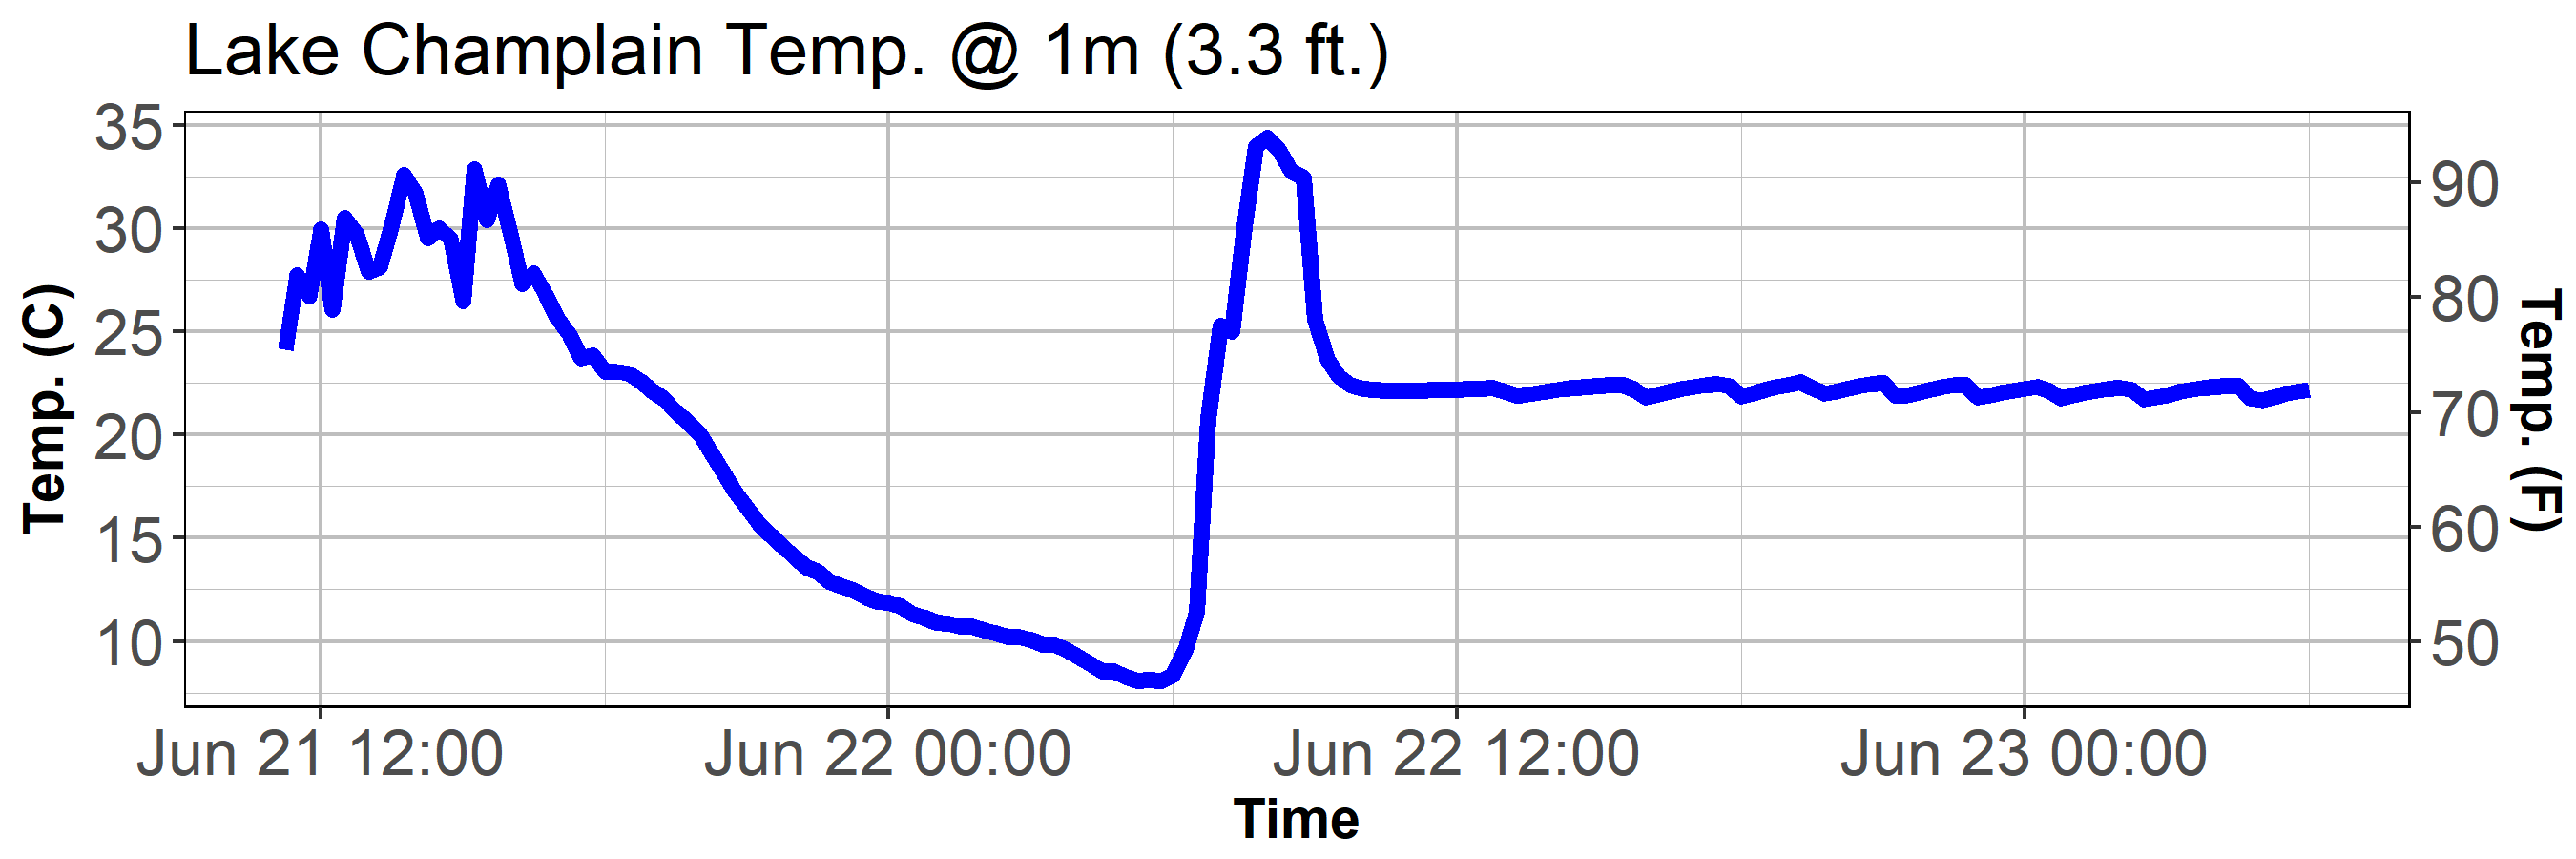 Lake Champlain Temp. @ 1m (3.3 ft.)
35
30
25
20
15
10
Temp. (C)
90
80
70
60
50
Temp. (F)
Jun 21 12:00
Jun 22 00:00
Jun 22 12:00
Jun 23 00:00
Time